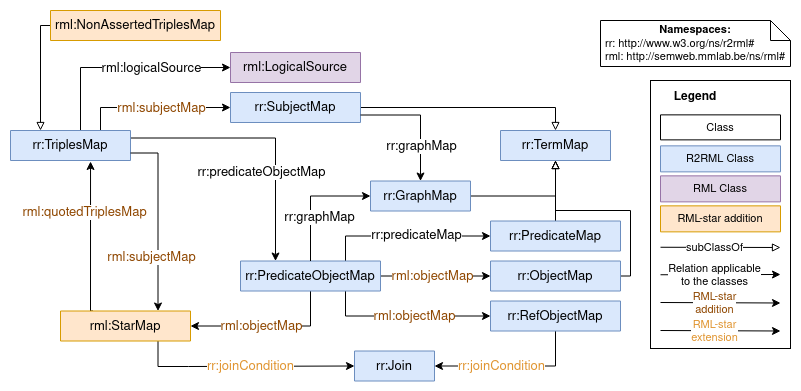 rml:NonAssertedTriplesMap
Namespaces:
rr: http://www.w3.org/ns/r2rml#
rml: http://semweb.mmlab.be/ns/rml#
rml:logicalSource
rml:LogicalSource
rml:subjectMap
rr:SubjectMap
rr:TriplesMap
rr:graphMap
rr:TermMap
rr:predicateObjectMap
rr:GraphMap
rml:quotedTriplesMap
rr:graphMap
rr:predicateMap
rr:PredicateMap
rml:subjectMap
rr:PredicateObjectMap
rml:objectMap
rr:ObjectMap
rml:StarMap
rml:objectMap
rml:objectMap
rr:RefObjectMap
rr:joinCondition
rr:Join
rr:joinCondition
Legend
Class
R2RML Class
RML Class
RML-star addition
subClassOf
Relation applicable
to the classes
RML-star
addition
RML-star
extension